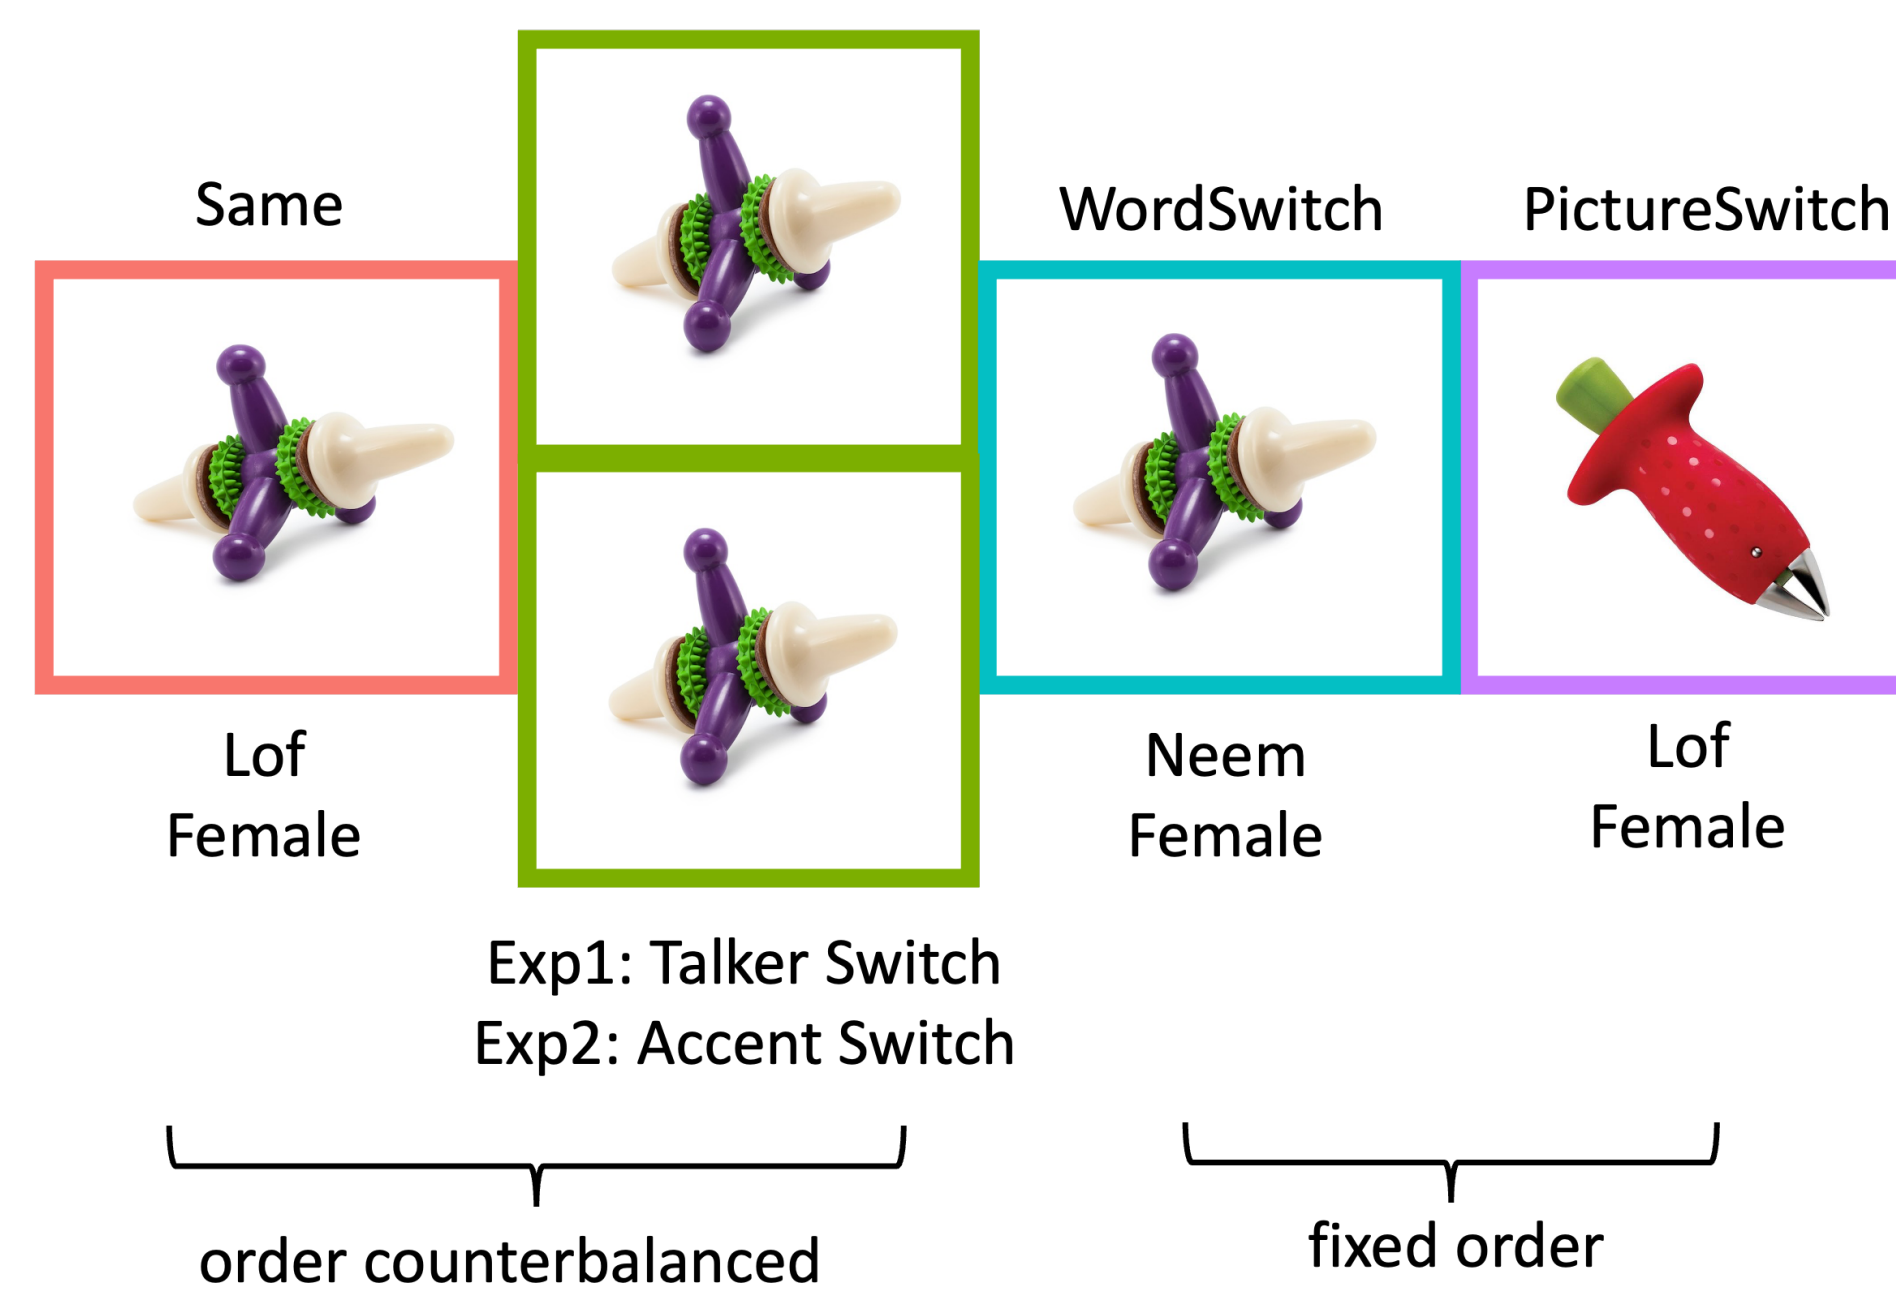 Same
WordSwitch
PictureSwitch
Lof
Female
Neem
Female
Lof
Female
Exp1: Talker Switch
Exp2: Accent Switch
order counterbalanced
fixed order